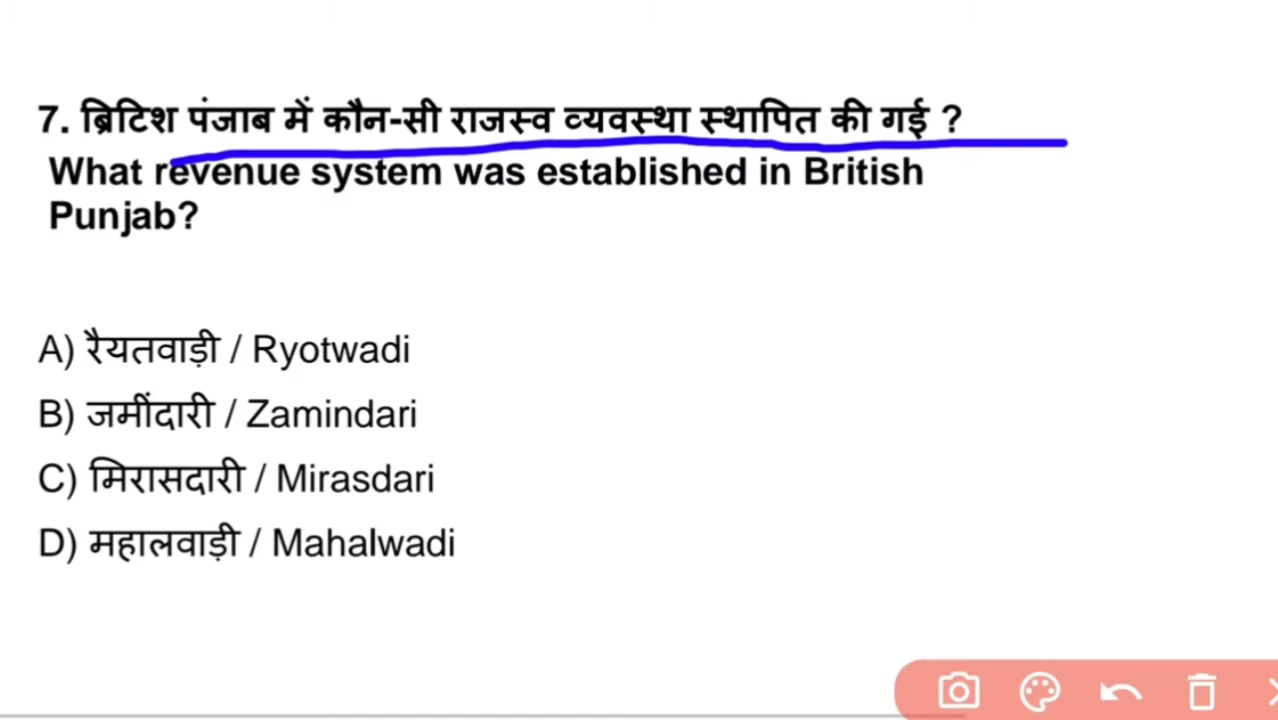 7. ब्रिटिश पंजाब में कौन-सी राजस्व व्यवस्था स्थापित की गई ?
What revenue system was established in British
Punjab?
A) रैयतवाड़ी / Ryotwadi
B) जमींदारी / Zamindari
C) मिरासदारी / Mirasdari
D) महालवाड़ी / Mahalwadi